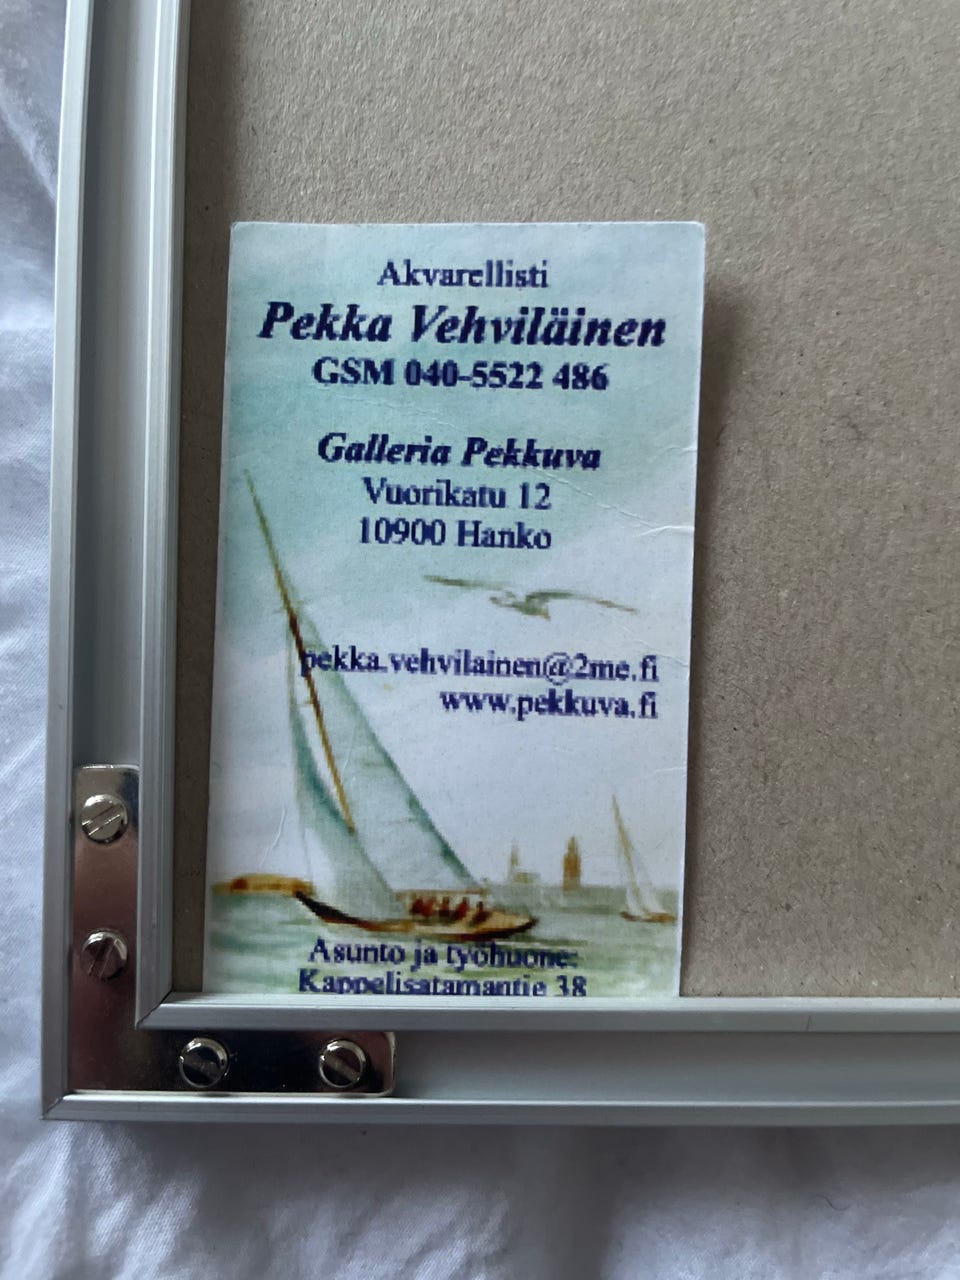 Akvarellisti
Pekka Vehviläinen
GSM 040-5522 486
Galleria Pekkuva
Vuorikatu 12
10900 Hanko
pekka.vehvilainen@2me.fi
www.pekkuva.fi
Asunto ja työhuone:
Kappelisatamantie 38